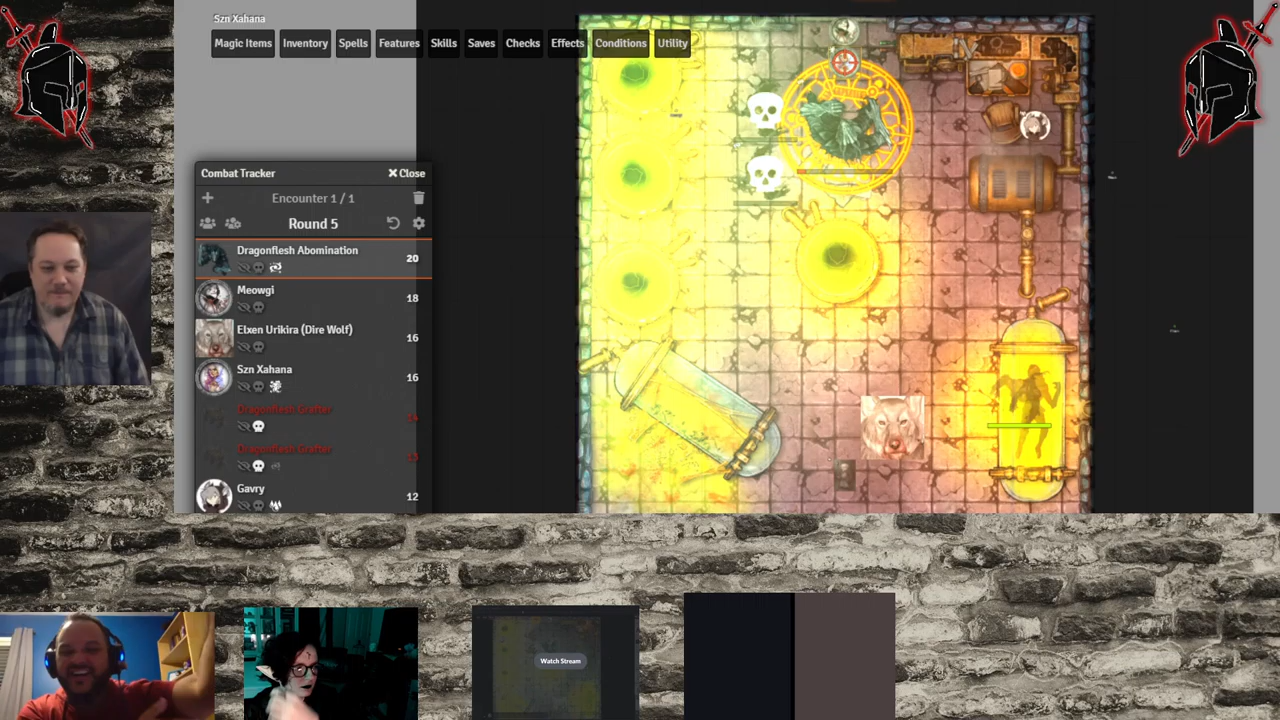 Szn Xahana
Magic Items Inventory Spells Features Skills Saves Checks Effects Conditions Utility
Combat Tracker Close
Encounter 1 / 1
Round 5
Dragonflesh Abomination 20
Meowgi 18
Elxen Urikira (Dire Wolf) 16
Szn Xahana 16
Dragonflesh Grafter 14
Dragonflesh Grafter 13
Gavry 12
Watch Stream